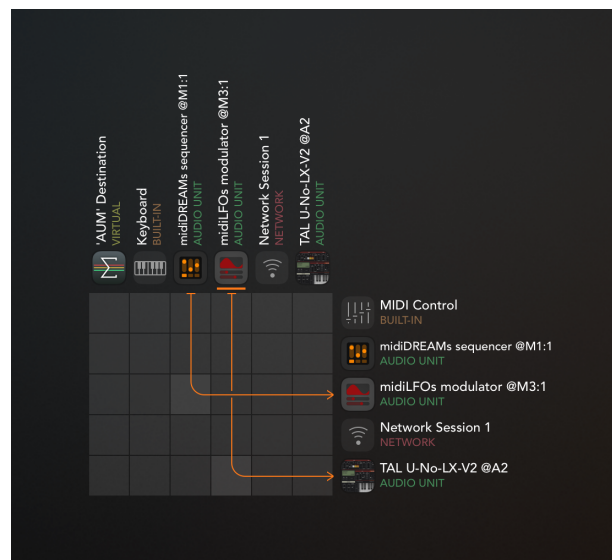 'AUM' Destination
VIRTUAL
Keyboard
BUILT-IN
midiDREAMs sequencer @M1:1
AUDIO UNIT
midiLFOs modulator @M3:1
AUDIO UNIT
Network Session 1
NETWORK
TAL U-No-LX-V2 @A2
AUDIO UNIT
MIDI Control
BUILT-IN
midiDREAMs sequencer @M1:1
AUDIO UNIT
midiLFOs modulator @M3:1
AUDIO UNIT
Network Session 1
NETWORK
TAL U-No-LX-V2 @A2
AUDIO UNIT